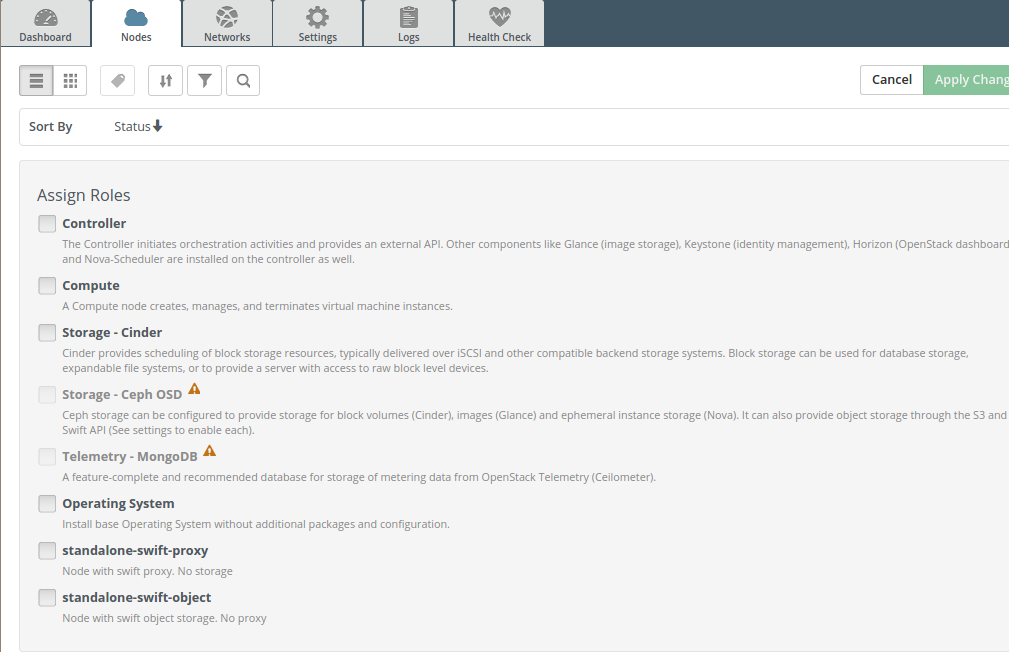 Dashboard
Nodes
Networks
Settings
Logs
Health Check
Cancel
Apply Chang
Sort By
Status
Assign Roles
Controller
The Controller initiates orchestration activities and provides an external API. Other components like Glance (image storage), Keystone (identity management), Horizon (OpenStack dashboard
and Nova-Scheduler are installed on the controller as well.
Compute
A Compute node creates, manages, and terminates virtual machine instances.
Storage - Cinder
Cinder provides scheduling of block storage resources, typically delivered over iSCSI and other compatible backend storage systems. Block storage can be used for database storage,
expandable file systems, or to provide a server with access to raw block level devices.
Storage - Ceph OSD
Ceph storage can be configured to provide storage for block volumes (Cinder), images (Glance) and ephemeral instance storage (Nova). It can also provide object storage through the S3 and
Swift API (See settings to enable each).
Telemetry - MongoDB
A feature-complete and recommended database for storage of metering data from OpenStack Telemetry (Ceilometer).
Operating System
Install base Operating System without additional packages and configuration.
standalone-swift-proxy
Node with swift proxy. No storage
standalone-swift-object
Node with swift object storage. No proxy